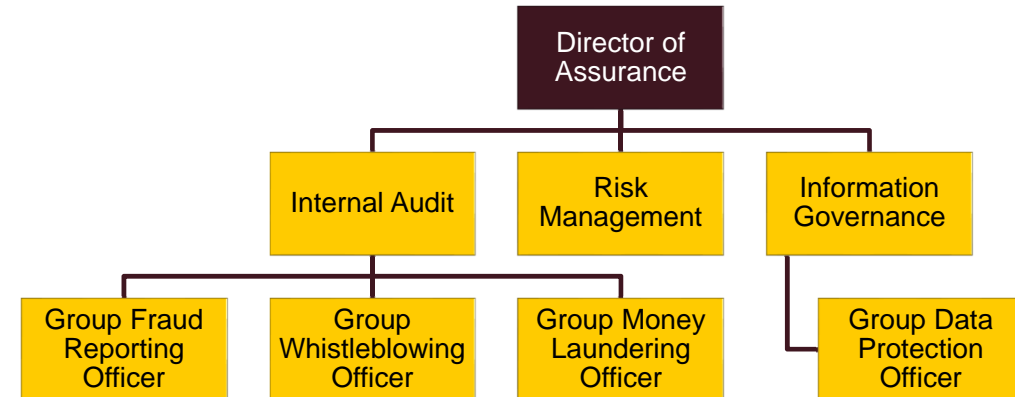 Director of
Assurance
Internal Audit
Risk
Management
Information
Governance
Group Fraud
Reporting
Officer
Group
Whistleblowing
Officer
Group Money
Laundering
Officer
Group Data
Protection
Officer